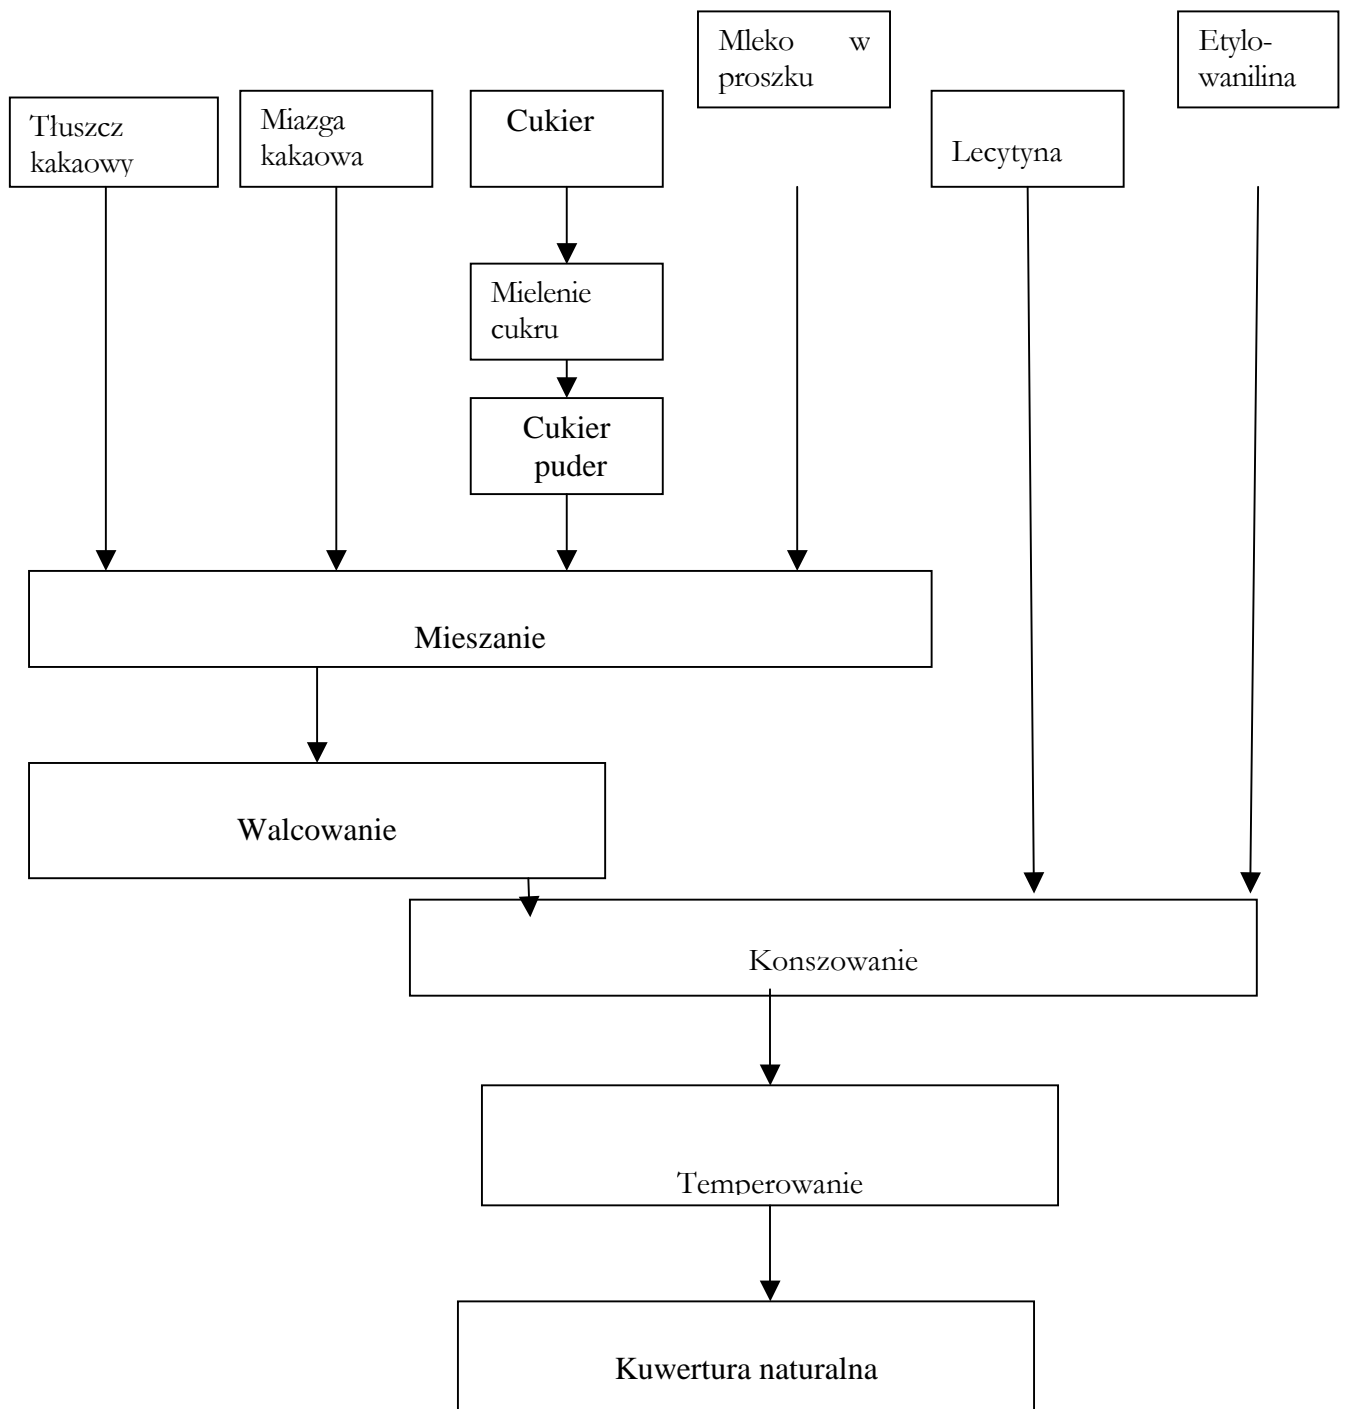 Mleko w
proszku
Etylo-
wanilina
Tłuszcz
kakaowy
Miazga
kakaowa
Cukier
Lecytyna
Mielenie
cukru
Cukier
puder
Mieszanie
Walcowanie
Konszowanie
Temperowanie
Kuwertura naturalna